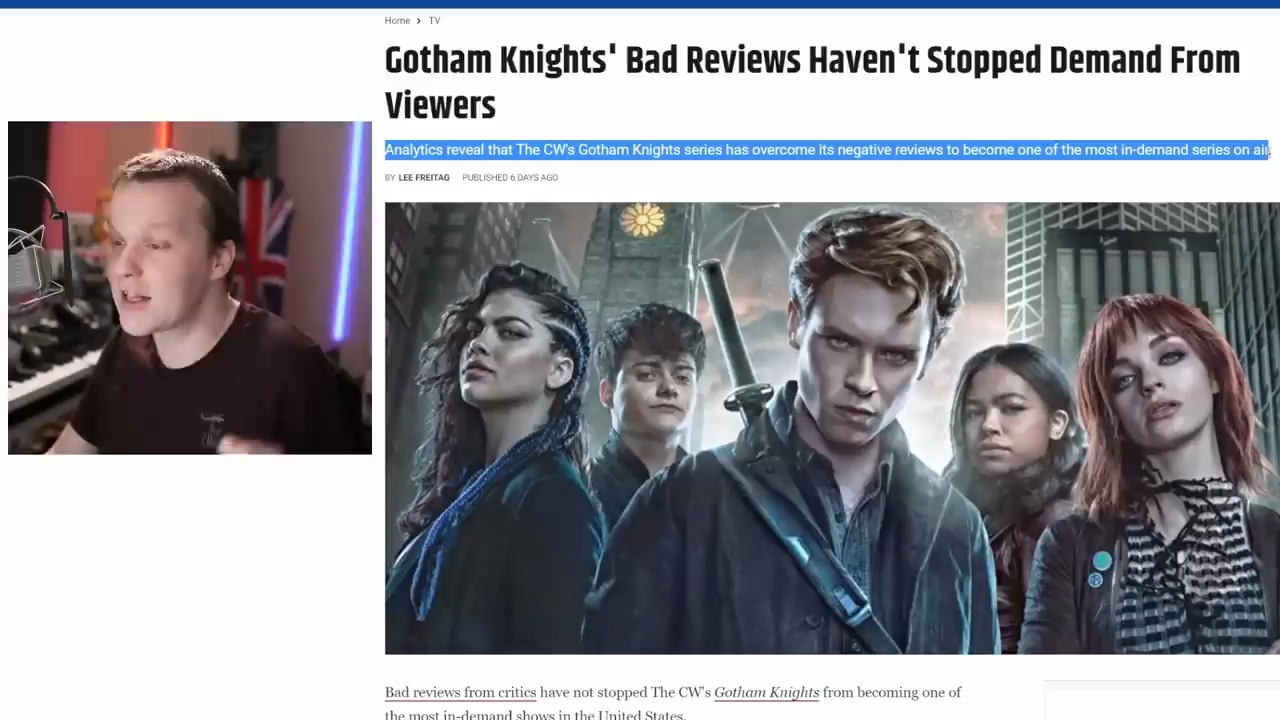 Home > TV
Gotham Knights' Bad Reviews Haven't Stopped Demand From
Viewers
Analytics reveal that The CW's Gotham Knights series has overcome its negative reviews to become one of the most in-demand series on air.
BY LEE FREITAG PUBLISHED 6 DAYS AGO
Bad reviews from critics have not stopped The CW's Gotham Knights from becoming one of
the most in-demand shows in the United States.